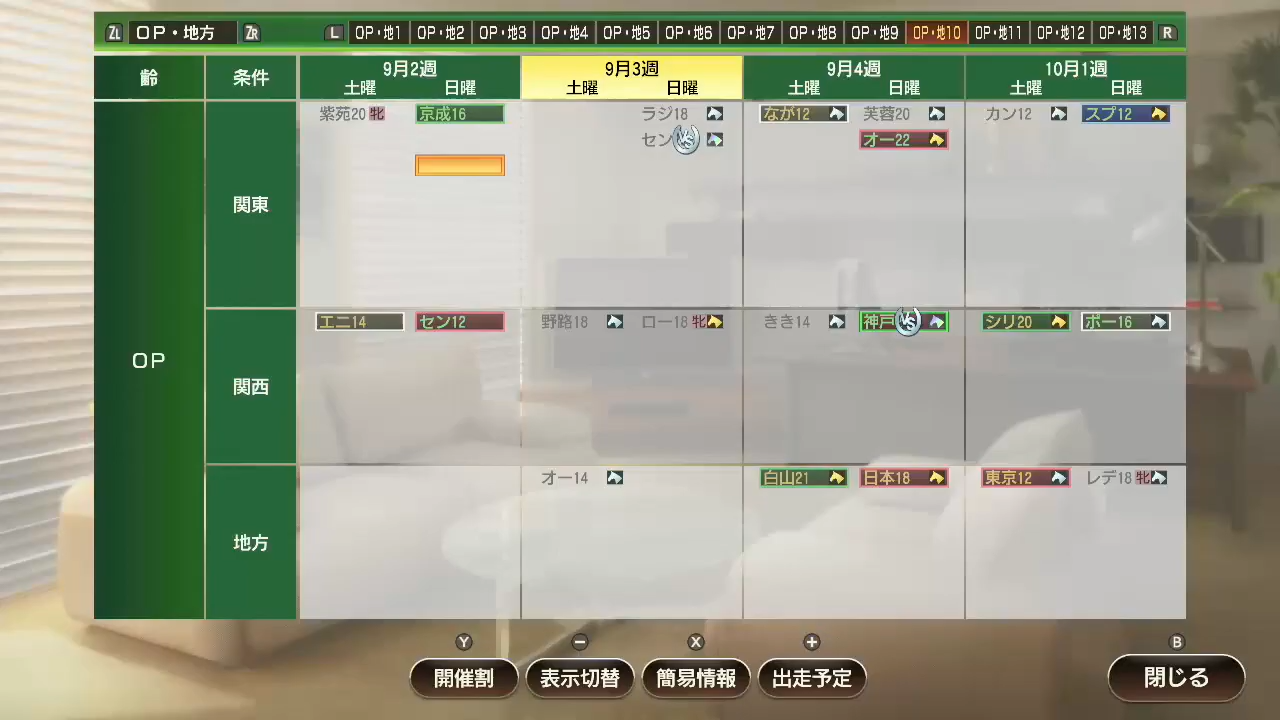 ZL OP・地方 ZR L OP・地1 OP・地2 OP・地3 OP・地4 OP・地5 OP・地6 OP・地7 OP・地8 OP・地9 OP・地10 OP・地11 OP・地12 OP・地13 R
齢 条件 9月2週 9月3週 9月4週 10月1週
土曜 日曜 土曜 日曜 土曜 日曜 土曜 日曜
紫苑20 牝 京成16 ラジ18 なが12 芙蓉20 カン12 スプ12
セン VS オー22
関東
エニ14 セン12 野路18 ロー18 牝 きき14 神戸 VS シリ20 ポー16
OP
関西
オー14 白山21 日本18 東京12 レデ18 牝
地方
Y − X + B
開催割 表示切替 簡易情報 出走予定 閉じる